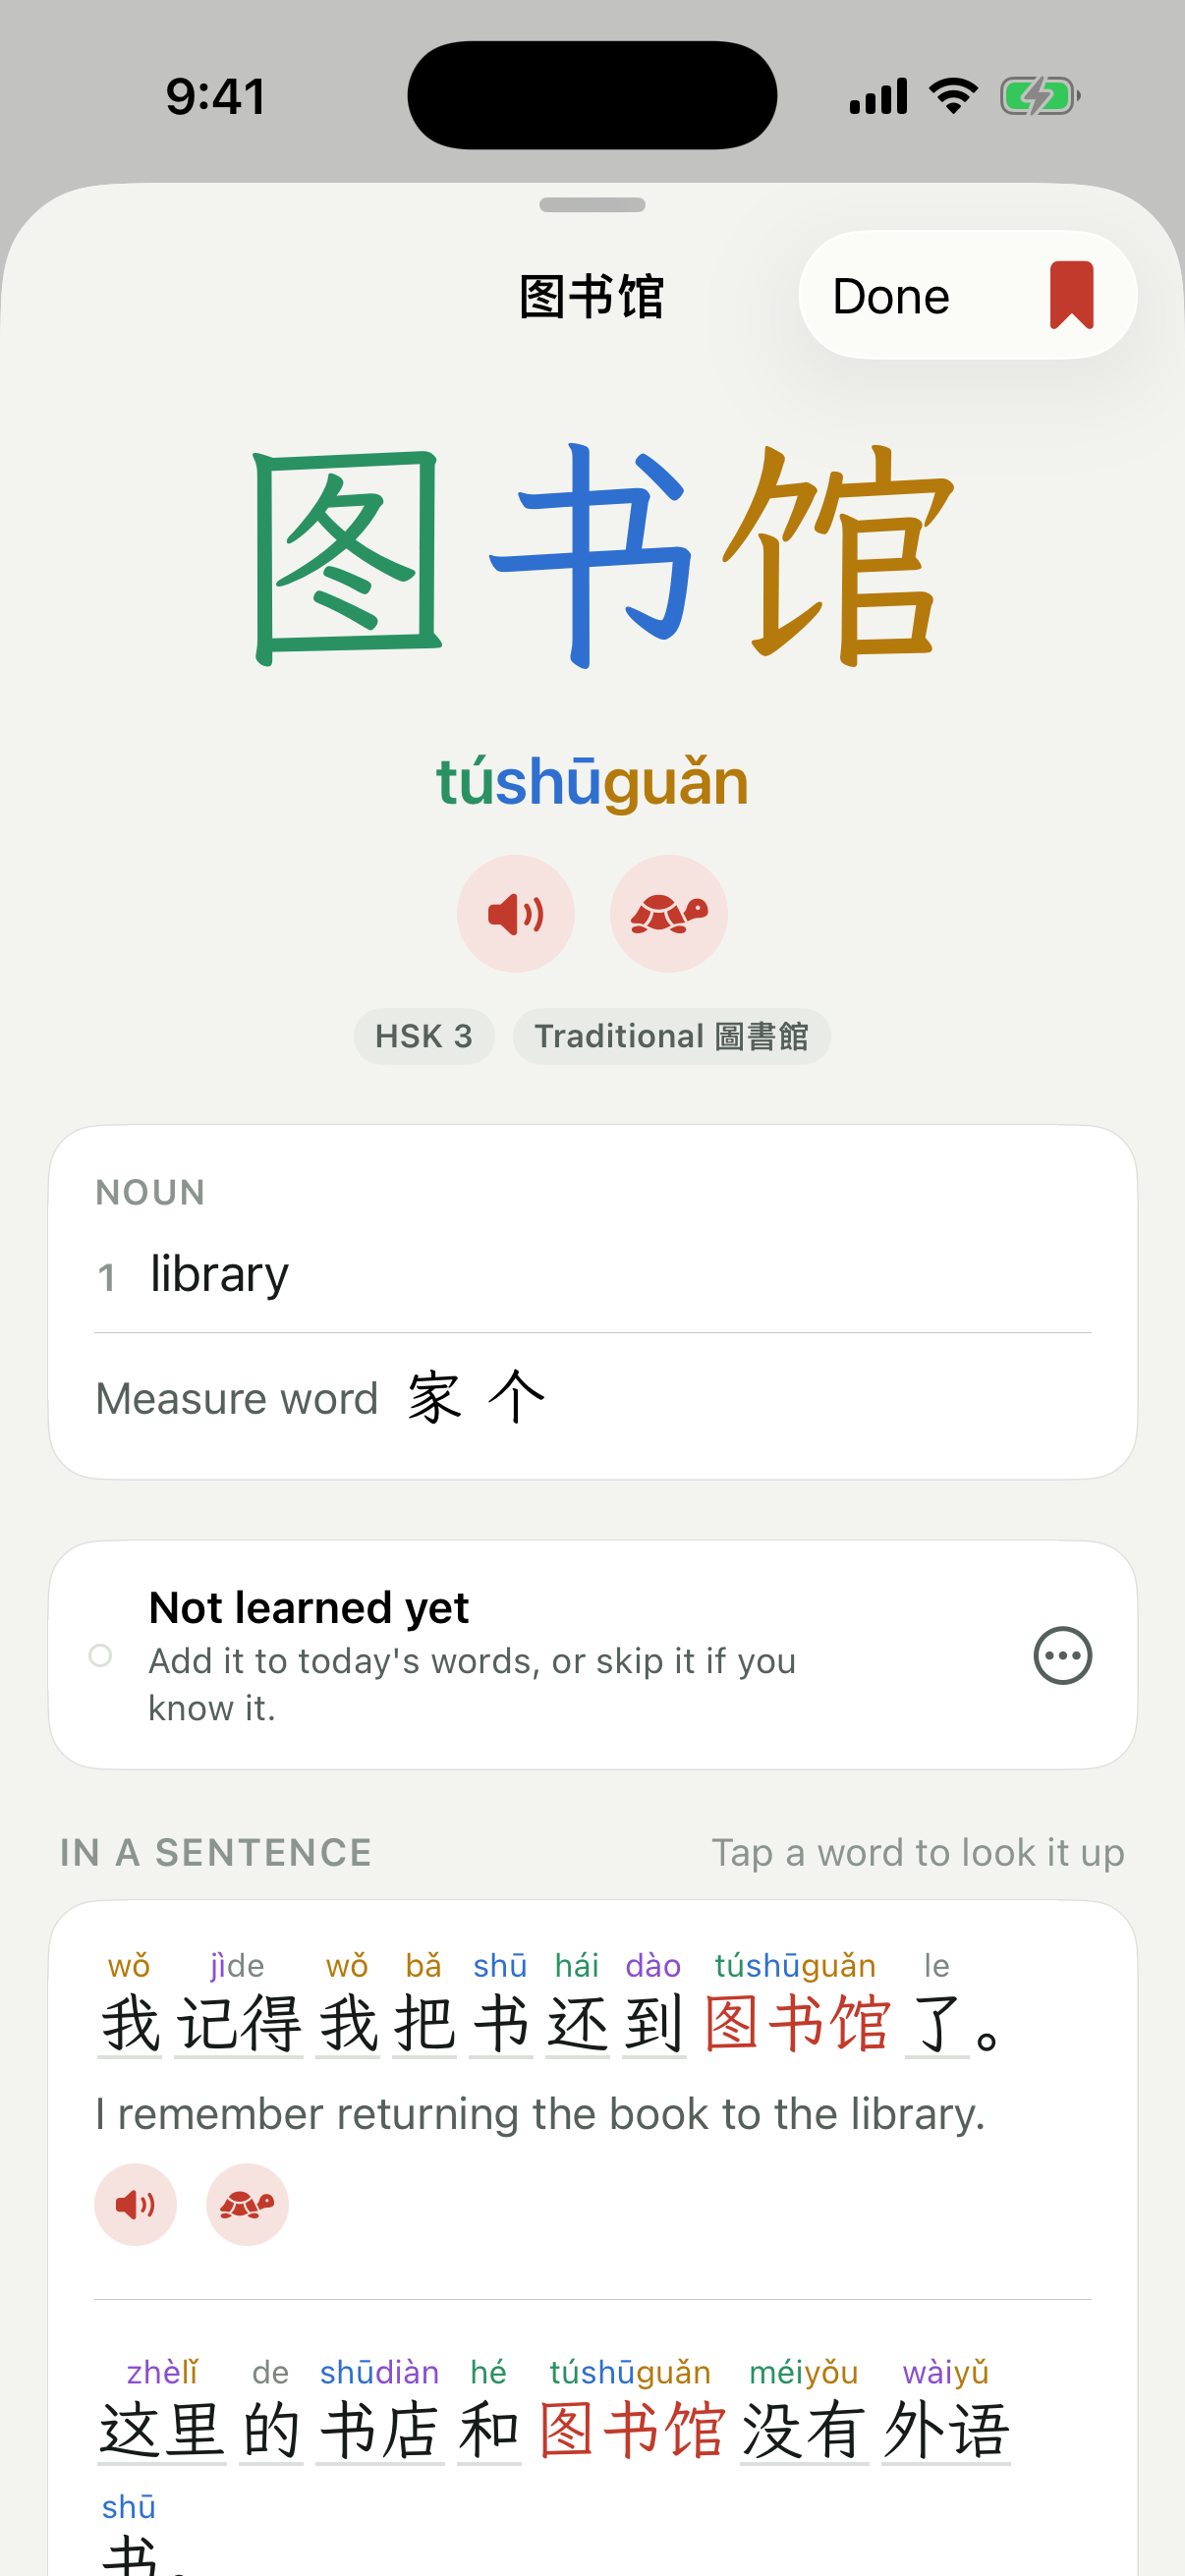 9:41
图书馆
Done
图书馆
túshūguǎn
HSK 3
Traditional 圖書館
NOUN
1 library
Measure word 家 个
Not learned yet
Add it to today's words, or skip it if you
know it.
IN A SENTENCE
Tap a word to look it up
wǒ jìde wǒ bǎ shū hái dào túshūguǎn le
我 记得 我 把 书 还 到 图书馆 了。
I remember returning the book to the library.
zhèlǐ de shūdiàn hé túshūguǎn méiyǒu wàiyǔ
这里 的 书店 和 图书馆 没有 外语
shū
书。